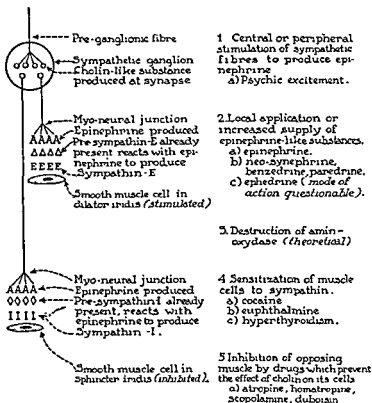 Pre-ganglionic fibre
Sympathetic ganglion
Cholin-like substance
produced at synapse
Myo-neural junction
Epinephrine produced
Pre sympathin-E already
present reacts with epi-
nephrine to produce
Sympathin-E
Smooth muscle cell in
dilator iridis (stimulated)
AAAA
ΔΔΔΔ
EEEE
Myo-neural junction
Epinephrine produced
Pre-sympathin-I already
present, reacts with
epinephrine to produce
Sympathin -I.
Smooth muscle cell in
sphincter iridis (inhibited).
AAAA
◊◊◊◊
IIII
1 Central or peripheral
stimulation of sympathetic
fibres to produce epi-
nephrine
a) Psychic excitement.
2. Local application or
increased supply of
epinephrine-like substances.
a) epinephrine.
b) neo-synephrine,
benzedrine, paredrine.
c) ephedrine (mode of
action questionable).
3. Destruction of amin-
oxydase (theoretical)
4 Sensitization of muscle
cells to sympathin.
a) cocaine
b) euphthalmine
c) hyperthyroidism.
5 Inhibition of opposing
muscle by drugs which prevent
the effect of cholin on its cells
a) atropine, homatropine,
scopolamine, duboisin